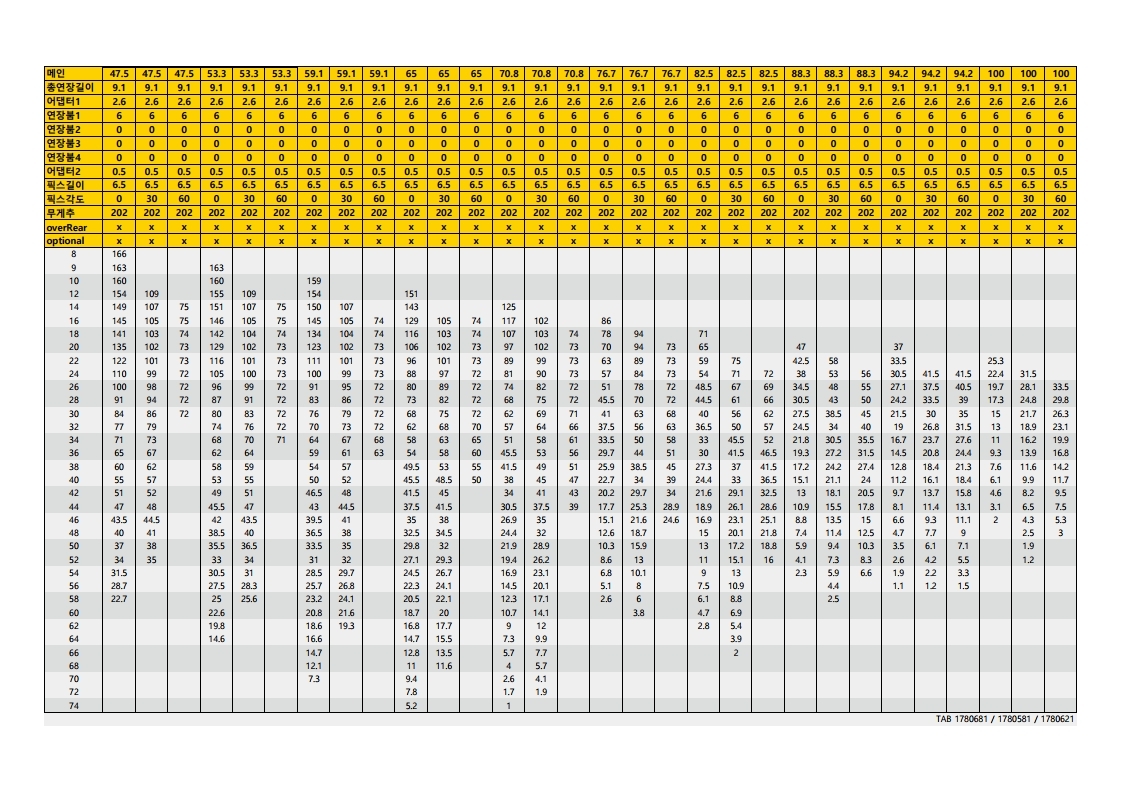 메인 47.5 47.5 47.5 53.3 53.3 53.3 59.1 59.1 59.1 65 65 65 70.8 70.8 70.8 76.7 76.7 76.7 82.5 82.5 82.5 88.3 88.3 88.3 94.2 94.2 94.2 100 100 100
총연장길이 9.1 9.1 9.1 9.1 9.1 9.1 9.1 9.1 9.1 9.1 9.1 9.1 9.1 9.1 9.1 9.1 9.1 9.1 9.1 9.1 9.1 9.1 9.1 9.1 9.1 9.1 9.1 9.1 9.1 9.1
어댑터1 2.6 2.6 2.6 2.6 2.6 2.6 2.6 2.6 2.6 2.6 2.6 2.6 2.6 2.6 2.6 2.6 2.6 2.6 2.6 2.6 2.6 2.6 2.6 2.6 2.6 2.6 2.6 2.6 2.6 2.6
연장붐1 6 6 6 6 6 6 6 6 6 6 6 6 6 6 6 6 6 6 6 6 6 6 6 6 6 6 6 6 6 6
연장붐2 0 0 0 0 0 0 0 0 0 0 0 0 0 0 0 0 0 0 0 0 0 0 0 0 0 0 0 0 0 0
연장붐3 0 0 0 0 0 0 0 0 0 0 0 0 0 0 0 0 0 0 0 0 0 0 0 0 0 0 0 0 0 0
연장붐4 0 0 0 0 0 0 0 0 0 0 0 0 0 0 0 0 0 0 0 0 0 0 0 0 0 0 0 0 0 0
어댑터2 0.5 0.5 0.5 0.5 0.5 0.5 0.5 0.5 0.5 0.5 0.5 0.5 0.5 0.5 0.5 0.5 0.5 0.5 0.5 0.5 0.5 0.5 0.5 0.5 0.5 0.5 0.5 0.5 0.5 0.5
픽스길이 6.5 6.5 6.5 6.5 6.5 6.5 6.5 6.5 6.5 6.5 6.5 6.5 6.5 6.5 6.5 6.5 6.5 6.5 6.5 6.5 6.5 6.5 6.5 6.5 6.5 6.5 6.5 6.5 6.5 6.5
픽스각도 0 30 60 0 30 60 0 30 60 0 30 60 0 30 60 0 30 60 0 30 60 0 30 60 0 30 60 0 30 60
무게추 202 202 202 202 202 202 202 202 202 202 202 202 202 202 202 202 202 202 202 202 202 202 202 202 202 202 202 202 202 202
overRear x x x x x x x x x x x x x x x x x x x x x x x x x x x x x x
optional x x x x x x x x x x x x x x x x x x x x x x x x x x x x x x
8 166
9 163 163
10 160 160 159
12 154 109 155 109 154 151
14 149 107 75 151 107 75 150 107 143 125
16 145 105 75 146 105 75 145 105 74 129 105 74 117 102 86
18 141 103 74 142 104 74 134 104 74 116 103 74 107 103 74 78 94 71
20 135 102 73 129 102 73 123 102 73 106 102 73 97 102 73 70 94 73 65 47 37
22 122 101 73 116 101 73 111 101 73 96 101 73 89 99 73 63 89 73 59 75 42.5 58 33.5 25.3
24 110 99 72 105 100 73 100 99 73 88 97 72 81 90 73 57 84 73 54 71 72 38 53 56 30.5 41.5 41.5 22.4 31.5
26 100 98 72 96 99 72 91 95 72 80 89 72 74 82 72 51 78 72 48.5 67 69 34.5 48 55 27.1 37.5 40.5 19.7 28.1 33.5
28 91 94 72 87 91 72 83 86 72 73 82 72 68 75 72 45.5 70 72 44.5 61 66 30.5 43 50 24.2 33.5 39 17.3 24.8 29.8
30 84 86 72 80 83 72 76 79 72 68 75 72 62 69 71 41 63 68 40 56 62 27.5 38.5 45 21.5 30 35 15 21.7 26.3
32 77 79 74 76 72 70 73 72 62 68 70 57 64 66 37.5 56 63 36.5 50 57 24.5 34 40 19 26.8 31.5 13 18.9 23.1
34 71 73 68 70 71 64 67 68 58 63 65 51 58 61 33.5 50 58 33 45.5 52 21.8 30.5 35.5 16.7 23.7 27.6 11 16.2 19.9
36 65 67 62 64 59 61 63 54 58 60 45.5 53 56 29.7 44 51 30 41.5 46.5 19.3 27.2 31.5 14.5 20.8 24.4 9.3 13.9 16.8
38 60 62 58 59 54 57 49.5 53 55 41.5 49 51 25.9 38.5 45 27.3 37 41.5 17.2 24.2 27.4 12.8 18.4 21.3 7.6 11.6 14.2
40 55 57 53 55 50 52 45.5 48.5 50 38 45 47 22.7 34 39 24.4 33 36.5 15.1 21.1 24 11.2 16.1 18.4 6.1 9.9 11.7
42 51 52 49 51 46.5 48 41.5 45 34 41 43 20.2 29.7 34 21.6 29.1 32.5 13 18.1 20.5 9.7 13.7 15.8 4.6 8.2 9.5
44 47 48 45.5 47 43 44.5 37.5 41.5 30.5 37.5 39 17.7 25.3 28.9 18.9 26.1 28.6 10.9 15.5 17.8 8.1 11.4 13.1 3.1 6.5 7.5
46 43.5 44.5 42 43.5 39.5 41 35 38 26.9 35 15.1 21.6 24.6 16.9 23.1 25.1 8.8 13.5 15 6.6 9.3 11.1 2 4.3 5.3
48 40 41 38.5 40 36.5 38 32.5 34.5 24.4 32 12.6 18.7 15 20.1 21.8 7.4 11.4 12.5 4.7 7.7 9 2.5 3
50 37 38 35.5 36.5 33.5 35 29.8 32 21.9 28.9 10.3 15.9 13 17.2 18.8 5.9 9.4 10.3 3.5 6.1 7.1 1.9
52 34 35 33 34 31 32 27.1 29.3 19.4 26.2 8.6 13 11 15.1 16 4.1 7.3 8.3 2.6 4.2 5.5 1.2
54 31.5 30.5 31 28.5 29.7 24.5 26.7 16.9 23.1 6.8 10.1 9 13 2.3 5.9 6.6 1.9 2.2 3.3
56 28.7 27.5 28.3 25.7 26.8 22.3 24.1 14.5 20.1 5.1 8 7.5 10.9 4.4 1.1 1.2 1.5
58 22.7 25 25.6 23.2 24.1 20.5 22.1 12.3 17.1 2.6 6 6.1 8.8 2.5
60 22.6 20.8 21.6 18.7 20 10.7 14.1 3.8 4.7 6.9
62 19.8 18.6 19.3 16.8 17.7 9 12 2.8 5.4
64 14.6 16.6 14.7 15.5 7.3 9.9 3.9
66 14.7 12.8 13.5 5.7 7.7 2
68 12.1 11 11.6 4 5.7
70 7.3 9.4 2.6 4.1
72 7.8 1.7 1.9
74 5.2 1
TAB 1780681 / 1780581 / 1780621